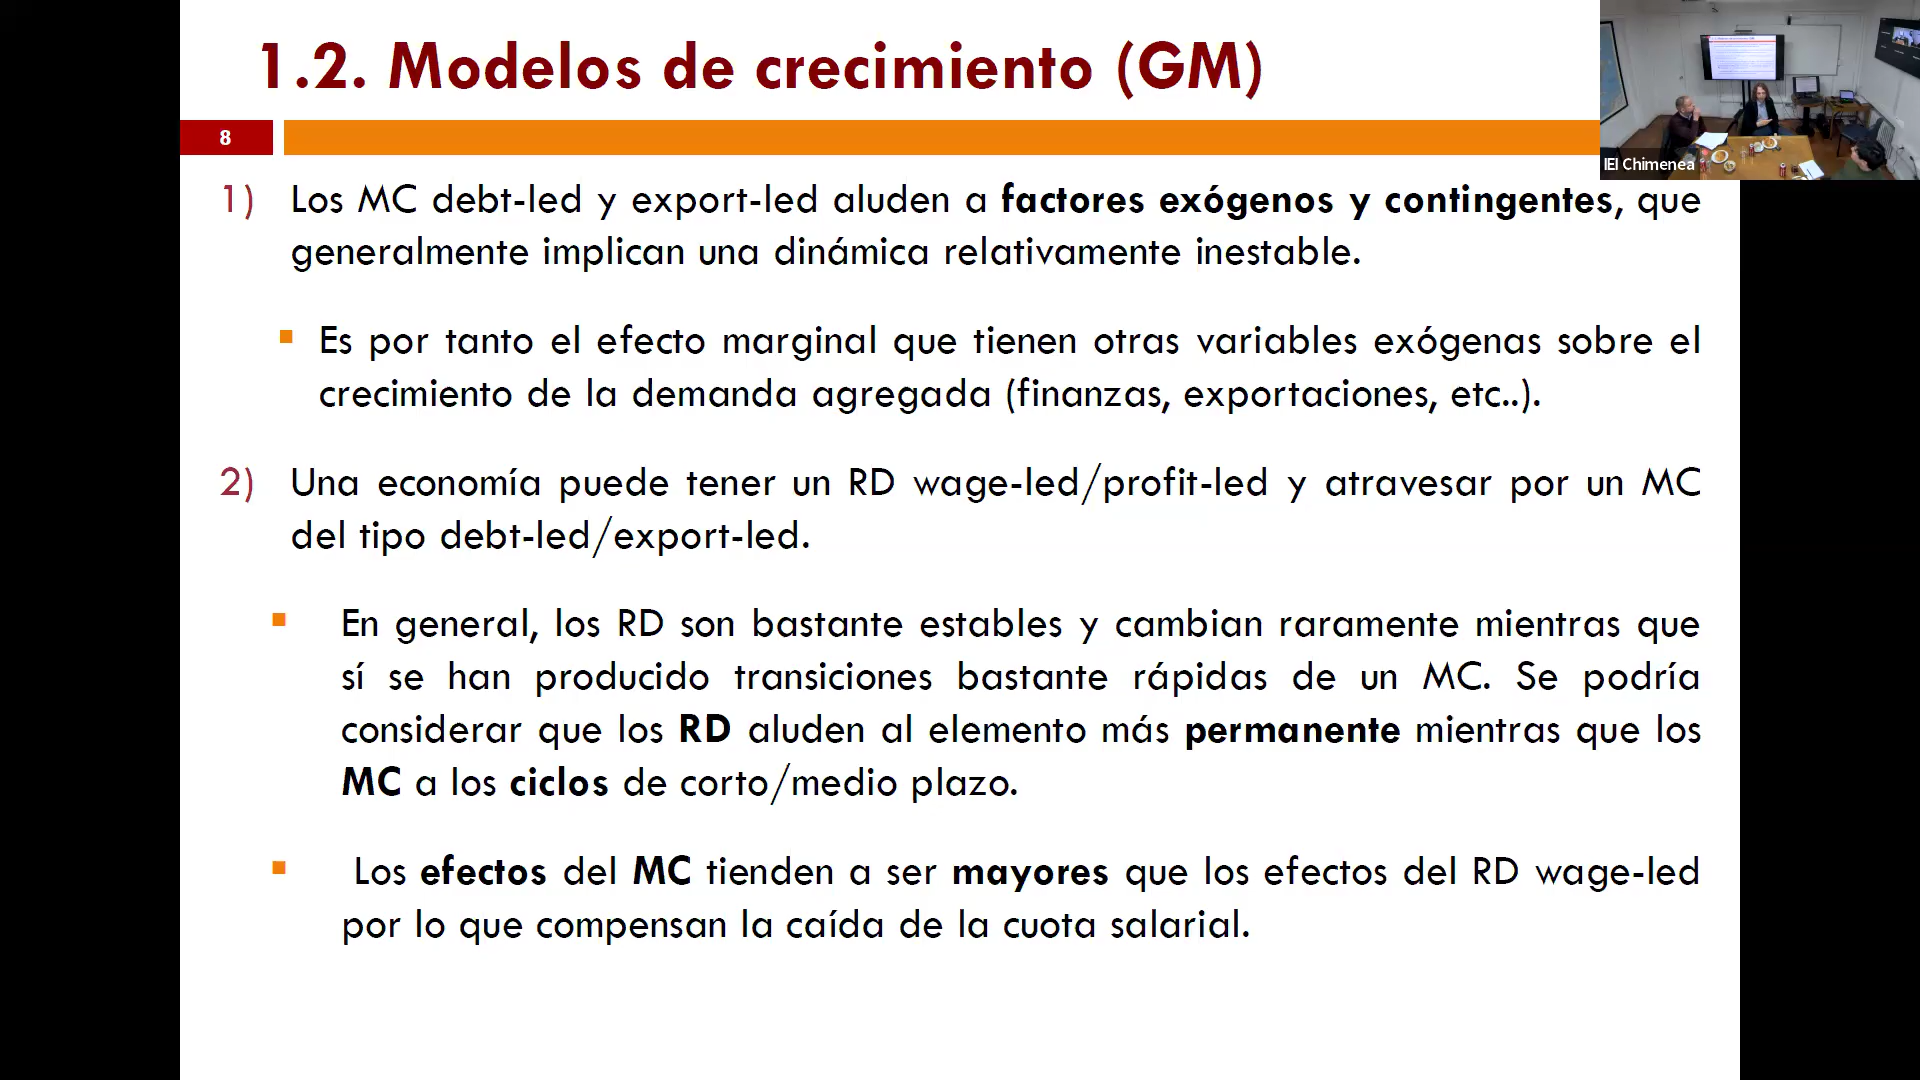 1.2. Modelos de crecimiento (GM)
8
IEI Chimenea
1) Los MC debt-led y export-led aluden a factores exógenos y contingentes, que
generalmente implican una dinámica relativamente inestable.
Es por tanto el efecto marginal que tienen otras variables exógenas sobre el
crecimiento de la demanda agregada (finanzas, exportaciones, etc..).
2) Una economía puede tener un RD wage-led/profit-led y atravesar por un MC
del tipo debt-led/export-led.
En general, los RD son bastante estables y cambian raramente mientras que
sí se han producido transiciones bastante rápidas de un MC. Se podría
considerar que los RD aluden al elemento más permanente mientras que los
MC a los ciclos de corto/medio plazo.
Los efectos del MC tienden a ser mayores que los efectos del RD wage-led
por lo que compensan la caída de la cuota salarial.